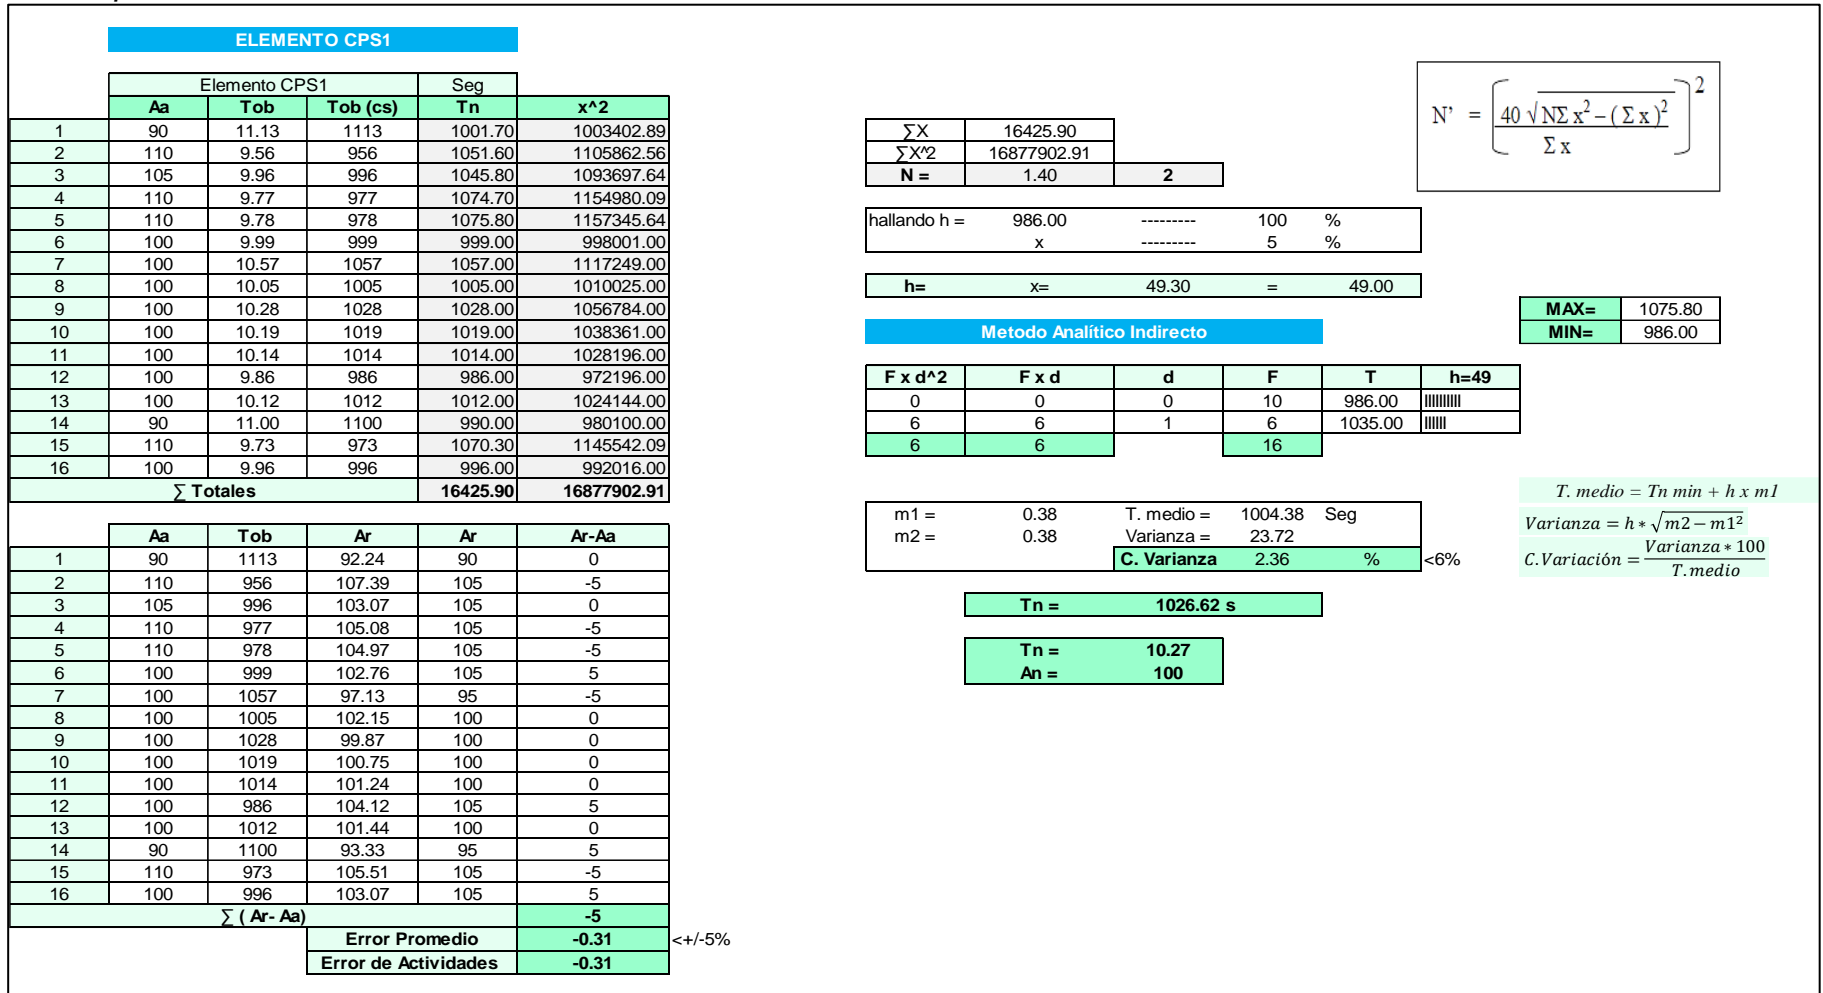 ELEMENTO CPS1
Elemento CPS1 Seg
Aa Tob Tob (cs) Tn x^2
1 90 11.13 1113 1001.70 1003402.89
2 110 9.56 956 1051.60 1105862.56
3 105 9.96 996 1045.80 1093697.64
4 110 9.77 977 1074.70 1154980.09
5 110 9.78 978 1075.80 1157345.64
6 100 9.99 999 999.00 998001.00
7 100 10.57 1057 1057.00 1117249.00
8 100 10.05 1005 1005.00 1010025.00
9 100 10.28 1028 1028.00 1056784.00
10 100 10.19 1019 1019.00 1038361.00
11 100 10.14 1014 1014.00 1028196.00
12 100 9.86 986 986.00 972196.00
13 100 10.12 1012 1012.00 1024144.00
14 90 11.00 1100 990.00 980100.00
15 110 9.73 973 1070.30 1145542.09
16 100 9.96 996 996.00 992016.00
∑ Totales 16425.90 16877902.91
Aa Tob Ar Ar Ar-Aa
1 90 1113 92.24 90 0
2 110 956 107.39 105 -5
3 105 996 103.07 105 0
4 110 977 105.08 105 -5
5 110 978 104.97 105 -5
6 100 999 102.76 105 5
7 100 1057 97.13 95 -5
8 100 1005 102.15 100 0
9 100 1028 99.87 100 0
10 100 1019 100.75 100 0
11 100 1014 101.24 100 0
12 100 986 104.12 105 5
13 100 1012 101.44 100 0
14 90 1100 93.33 95 5
15 110 973 105.51 105 -5
16 100 996 103.07 105 5
∑ ( Ar- Aa) -5
Error Promedio -0.31 <+/-5%
Error de Actividades -0.31
∑X 16425.90
∑X^2 16877902.91
N = 1.40 2
N' = [40 √NΣ x² – (Σ x)² / Σ x]²
hallando h = 986.00 --------- 100 %
x --------- 5 %
h= x= 49.30 = 49.00
MAX= 1075.80
MIN= 986.00
Metodo Analítico Indirecto
F x d^2 F x d d F T h=49
0 0 0 10 986.00 IIIIIIIIII
6 6 1 6 1035.00 IIIIII
6 6 16
m1 = 0.38 T. medio = 1004.38 Seg
m2 = 0.38 Varianza = 23.72
C. Varianza 2.36 % <6%
T. medio = Tn min + h x m1
Varianza = h * √m2 − m1²
C.Variación = Varianza * 100 / T.medio
Tn = 1026.62 s
Tn = 10.27
An = 100